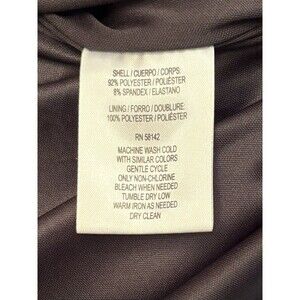 SHELL / CUERPO / CORPS:
92% POLYESTER / POLIÉSTER
8% SPANDEX / ELASTANO
LINING / FORRO / DOUBLURE:
100% POLYESTER / POLIÉSTER
RN 58142
MACHINE WASH COLD
WITH SIMILAR COLORS
GENTLE CYCLE
ONLY NON-CHLORINE
BLEACH WHEN NEEDED
TUMBLE DRY LOW
WARM IRON AS NEEDED
DRY CLEAN